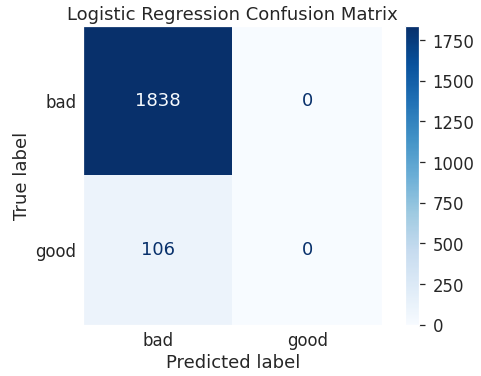 Logistic Regression Confusion Matrix
True label
bad
good
1838
0
106
0
bad
good
Predicted label
1750
1500
1250
1000
750
500
250
0